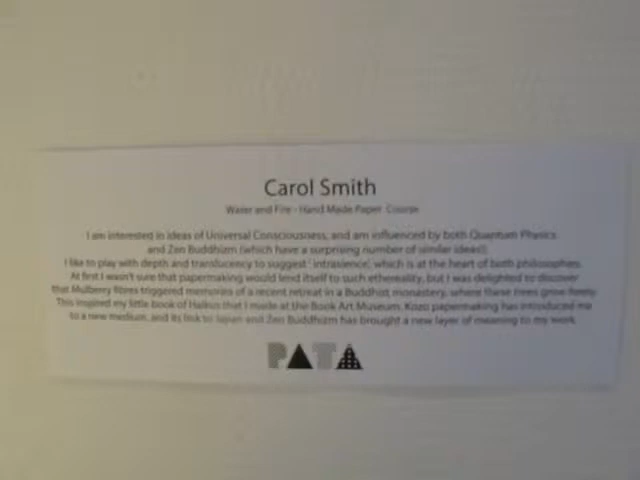 Carol Smith
Water and Fire - Hand Made Paper Course
I am interested in ideas of Universal Consciousness, and am influenced by both Quantum Physics
and Zen Buddhizm (which have a surprising number of similar ideas!)
I like to play with depth and translucency to suggest ' intrasience', which is at the heart of both philosophies.
At first I wasn't sure that papermaking would lend itself to such ethereality, but I was delighted to discover
that Mulberry fibres triggered memories of a recent retreat in a Buddhist monastery, where these trees grow freely.
This inspired my little book of Haikus that I made at the Book Art Museum. Kozo papermaking has introduced me
to a new medium, and its link to Japan and Zen Buddhizm has brought a new layer of meaning to my work.
PATA